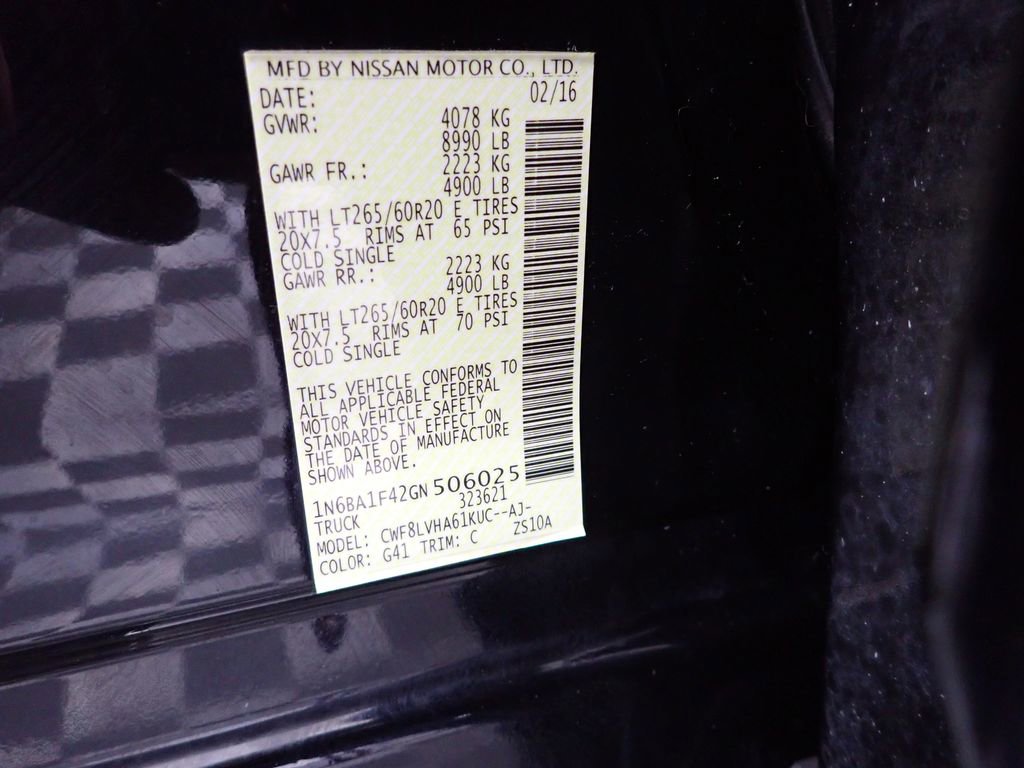 MFD BY NISSAN MOTOR CO., LTD.
DATE: 02/16
GVWR: 4078 KG
8990 LB
GAWR FR.: 2223 KG
4900 LB
WITH LT265/60R20 E TIRES
20X7.5 RIMS AT 65 PSI
COLD SINGLE
GAWR RR.: 2223 KG
4900 LB
WITH LT265/60R20 E TIRES
20X7.5 RIMS AT 70 PSI
COLD SINGLE
THIS VEHICLE CONFORMS TO
ALL APPLICABLE FEDERAL
MOTOR VEHICLE SAFETY
STANDARDS IN EFFECT ON
THE DATE OF MANUFACTURE
SHOWN ABOVE.
1N6BA1F42GN506025
TRUCK 323621
MODEL: CWF8LVHA61KUC--AJ-
COLOR: G41 TRIM: C ZS10A